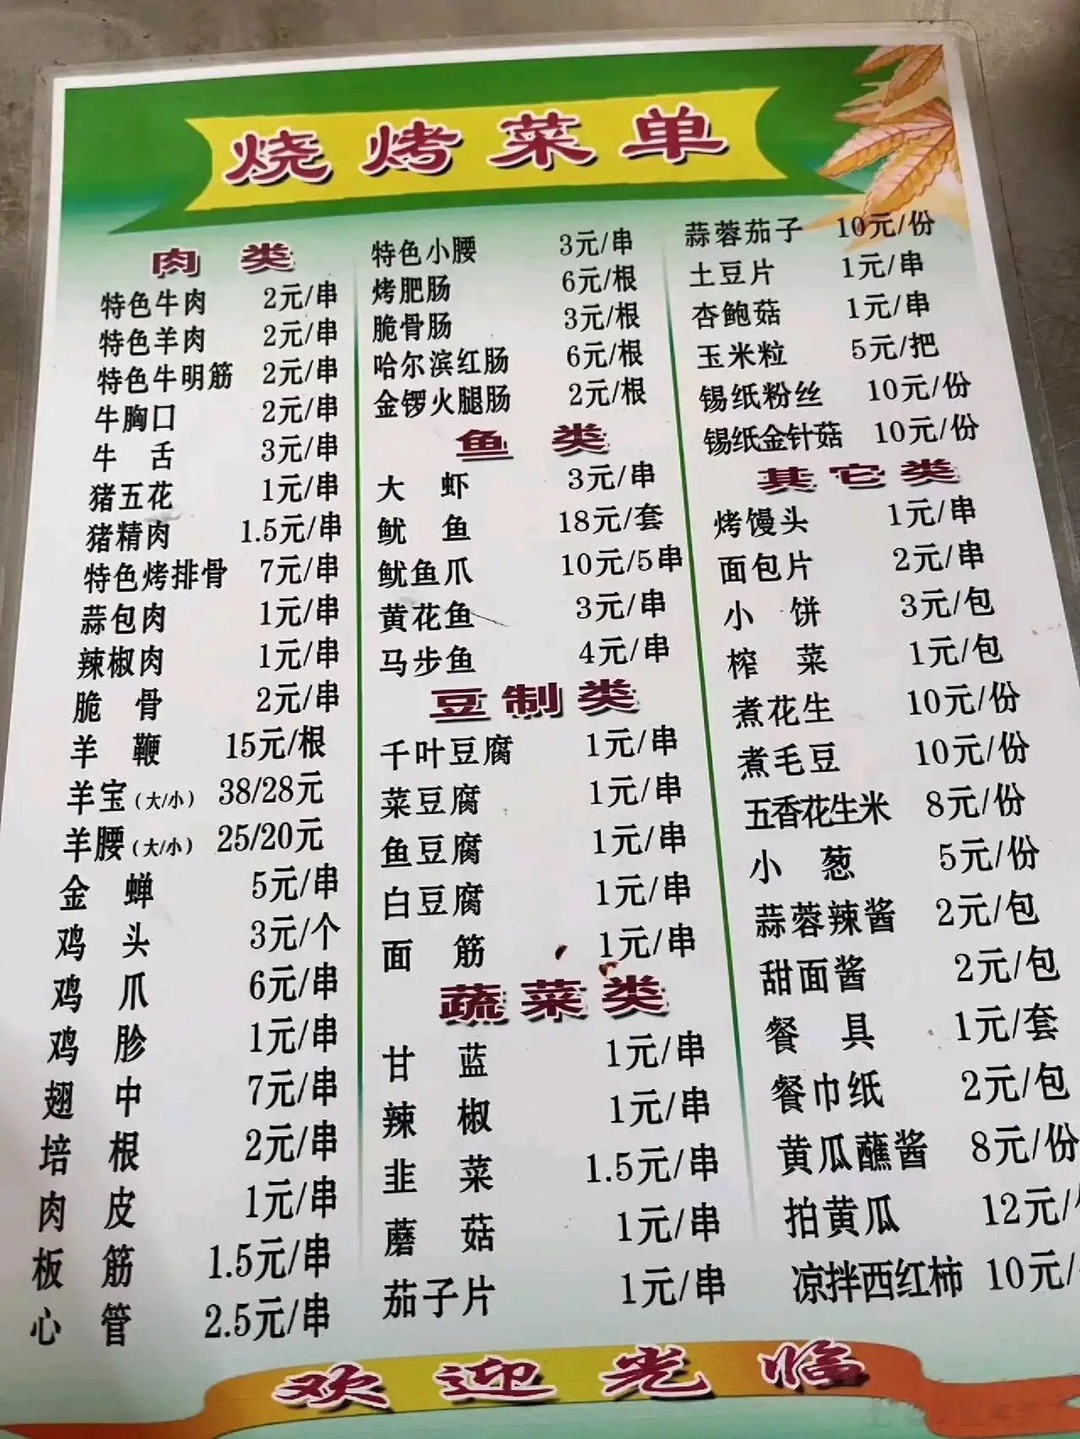 烧烤菜单
肉类
特色牛肉 2元/串
特色羊肉 2元/串
特色牛明筋 2元/串
牛胸口 2元/串
牛舌 3元/串
猪五花 1元/串
猪精肉 1.5元/串
特色烤排骨 7元/串
蒜包肉 1元/串
辣椒肉 1元/串
脆骨 2元/串
羊鞭 15元/根
羊宝(大/小) 38/28元
羊腰(大/小) 25/20元
金蝉 5元/串
鸡头 3元/个
鸡爪 6元/串
鸡胗 1元/串
翅中 7元/串
培根 2元/串
肉皮 1元/串
板筋 1.5元/串
心管 2.5元/串
特色小腰 3元/串
烤肥肠 6元/根
脆骨肠 3元/根
哈尔滨红肠 6元/根
金锣火腿肠 2元/根
鱼类
大虾 3元/串
鱿鱼 18元/套
鱿鱼爪 10元/5串
黄花鱼 3元/串
马步鱼 4元/串
豆制类
千叶豆腐 1元/串
菜豆腐 1元/串
鱼豆腐 1元/串
白豆腐 1元/串
面筋 1元/串
蔬菜类
甘蓝 1元/串
辣椒 1元/串
韭菜 1.5元/串
蘑菇 1元/串
茄子片 1元/串
蒜蓉茄子 10元/份
土豆片 1元/串
杏鲍菇 1元/串
玉米粒 5元/把
锡纸粉丝 10元/份
锡纸金针菇 10元/份
其它类
烤馒头 1元/串
面包片 2元/串
小饼 3元/包
榨菜 1元/包
煮花生 10元/份
煮毛豆 10元/份
五香花生米 8元/份
小葱 5元/份
蒜蓉辣酱 2元/包
甜面酱 2元/包
餐具 1元/套
餐巾纸 2元/包
黄瓜蘸酱 8元/份
拍黄瓜 12元/
凉拌西红柿 10元/
欢迎光临